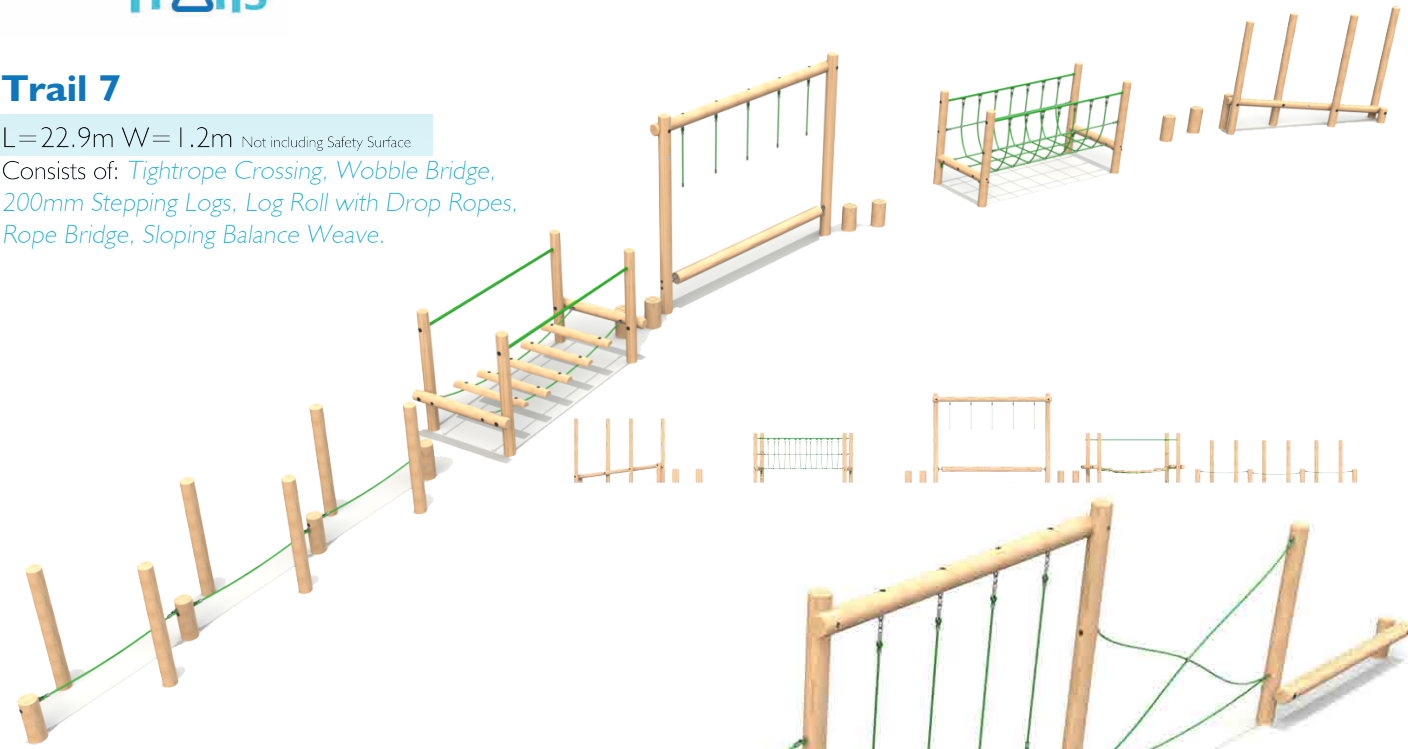 Trails
Trail 7
L=22.9m W=1.2m Not including Safety Surface
Consists of: Tightrope Crossing, Wobble Bridge,
200mm Stepping Logs, Log Roll with Drop Ropes,
Rope Bridge, Sloping Balance Weave.